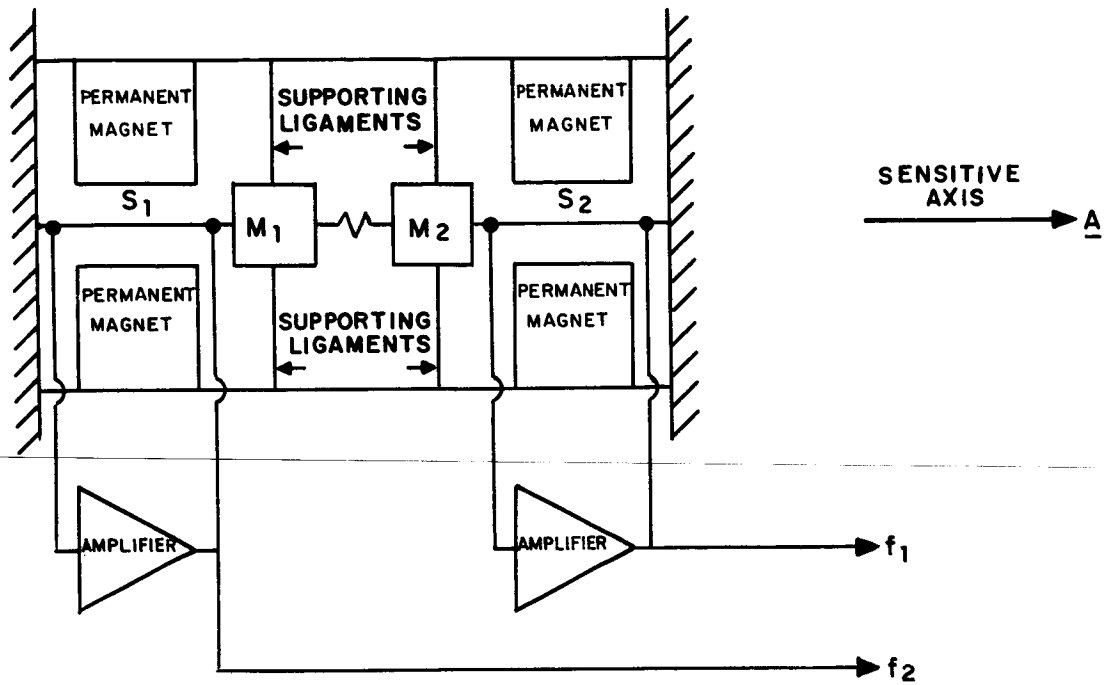 PERMANENT
MAGNET
SUPPORTING
LIGAMENTS
PERMANENT
MAGNET
SENSITIVE
AXIS
A
S1
S2
M1
M2
PERMANENT
MAGNET
SUPPORTING
LIGAMENTS
PERMANENT
MAGNET
AMPLIFIER
AMPLIFIER
f1
f2